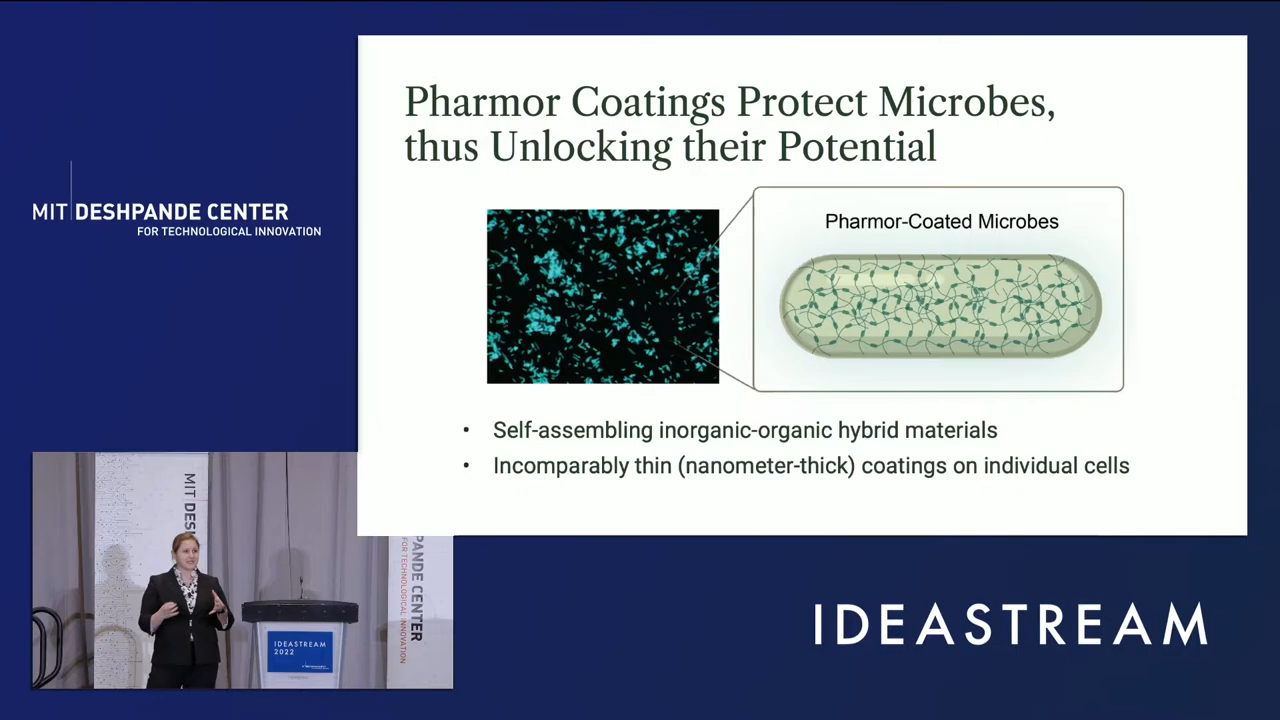 MIT DESHPANDE CENTER
FOR TECHNOLOGICAL INNOVATION
Pharmor Coatings Protect Microbes,
thus Unlocking their Potential
Pharmor-Coated Microbes
• Self-assembling inorganic-organic hybrid materials
• Incomparably thin (nanometer-thick) coatings on individual cells
MIT DES
PANDE CENTER
FOR TECHNOLOGICAL INNOVATION
IDEASTREAM
2022
IDEASTREAM